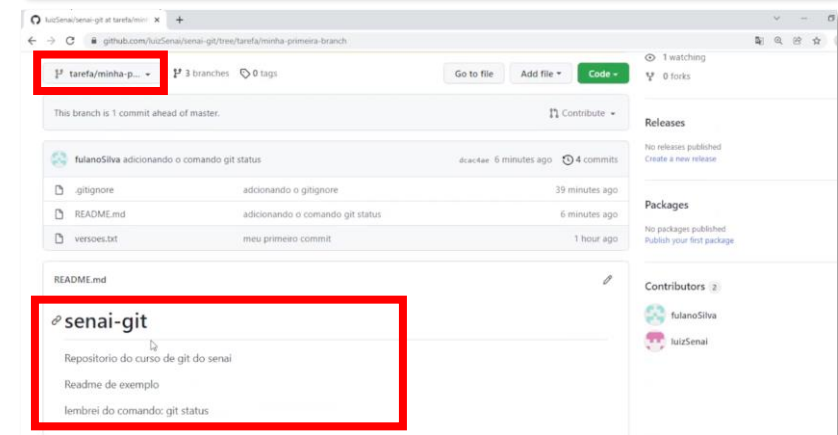 luizSenai/senai-git at tarefa/min
github.com/luizSenai/senai-git/tree/tarefa/minha-primeira-branch
tarefa/minha-p...
3 branches
0 tags
Go to file
Add file
Code
1 watching
0 forks
This branch is 1 commit ahead of master.
Contribute
Releases
No releases published
Create a new release
fulanoSilva adicionando o comando git status
dcac4ae 6 minutes ago
4 commits
.gitignore
adcionando o gitignore
39 minutes ago
README.md
adicionando o comando git status
6 minutes ago
versoes.txt
meu primeiro commit
1 hour ago
Packages
No packages published
Publish your first package
README.md
Contributors 2
fulanoSilva
luizSenai
senai-git
Repositorio do curso de git do senai
Readme de exemplo
lembrei do comando: git status